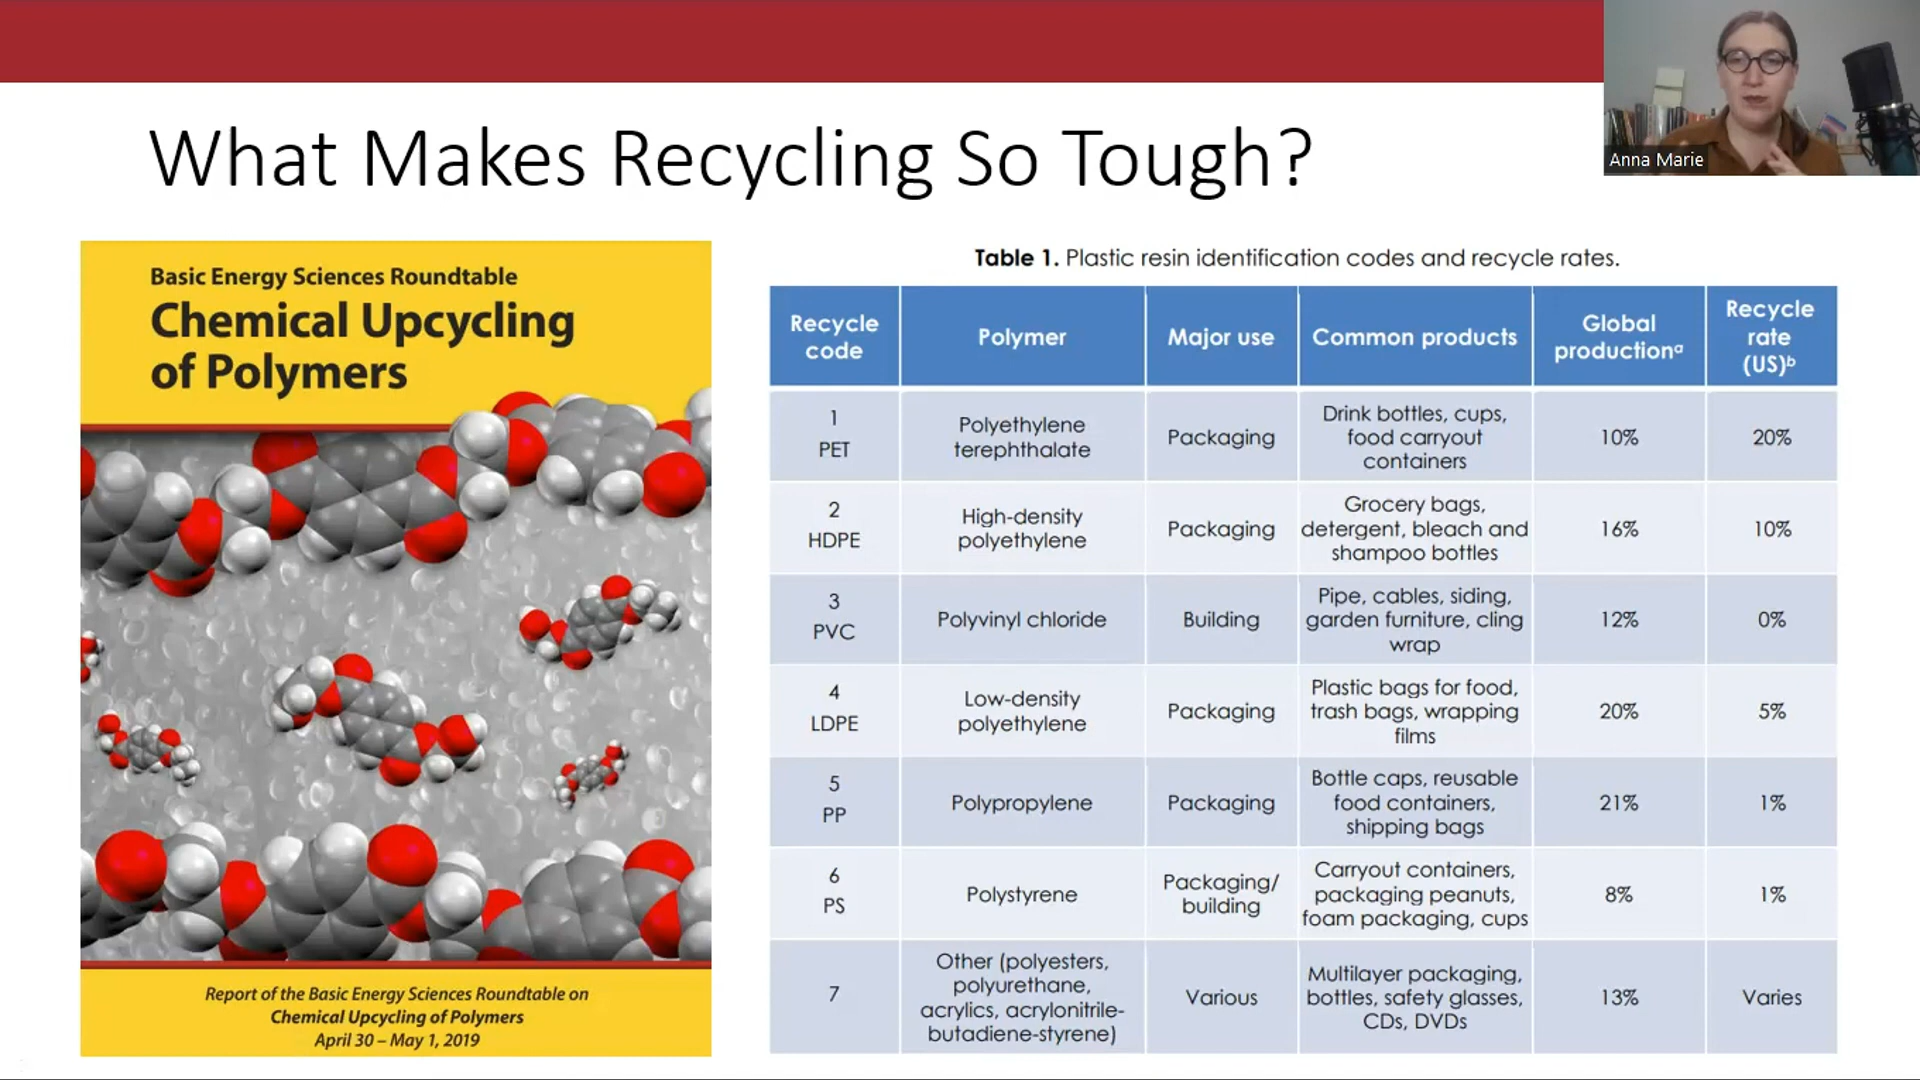 What Makes Recycling So Tough?
Anna Marie
Basic Energy Sciences Roundtable
Chemical Upcycling
of Polymers
Report of the Basic Energy Sciences Roundtable on
Chemical Upcycling of Polymers
April 30 – May 1, 2019
Table 1. Plastic resin identification codes and recycle rates.
Recycle
code
Polymer
Major use
Common products
Global
productionᵃ
Recycle
rate
(US)ᵇ
1
PET
Polyethylene
terephthalate
Packaging
Drink bottles, cups,
food carryout
containers
10%
20%
2
HDPE
High-density
polyethylene
Packaging
Grocery bags,
detergent, bleach and
shampoo bottles
16%
10%
3
PVC
Polyvinyl chloride
Building
Pipe, cables, siding,
garden furniture, cling
wrap
12%
0%
4
LDPE
Low-density
polyethylene
Packaging
Plastic bags for food,
trash bags, wrapping
films
20%
5%
5
PP
Polypropylene
Packaging
Bottle caps, reusable
food containers,
shipping bags
21%
1%
6
PS
Polystyrene
Packaging/
building
Carryout containers,
packaging peanuts,
foam packaging, cups
8%
1%
7
Other (polyesters,
polyurethane,
acrylics, acrylonitrile-
butadiene-styrene)
Various
Multilayer packaging,
bottles, safety glasses,
CDs, DVDs
13%
Varies